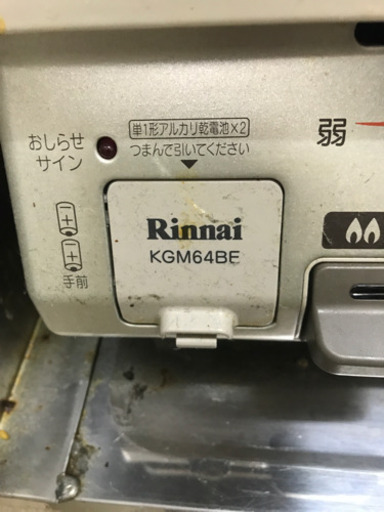 単1形アルカリ乾電池×2
つまんで引いてください
おしらせ
サイン
弱
Rinnai
KGM64BE
手前